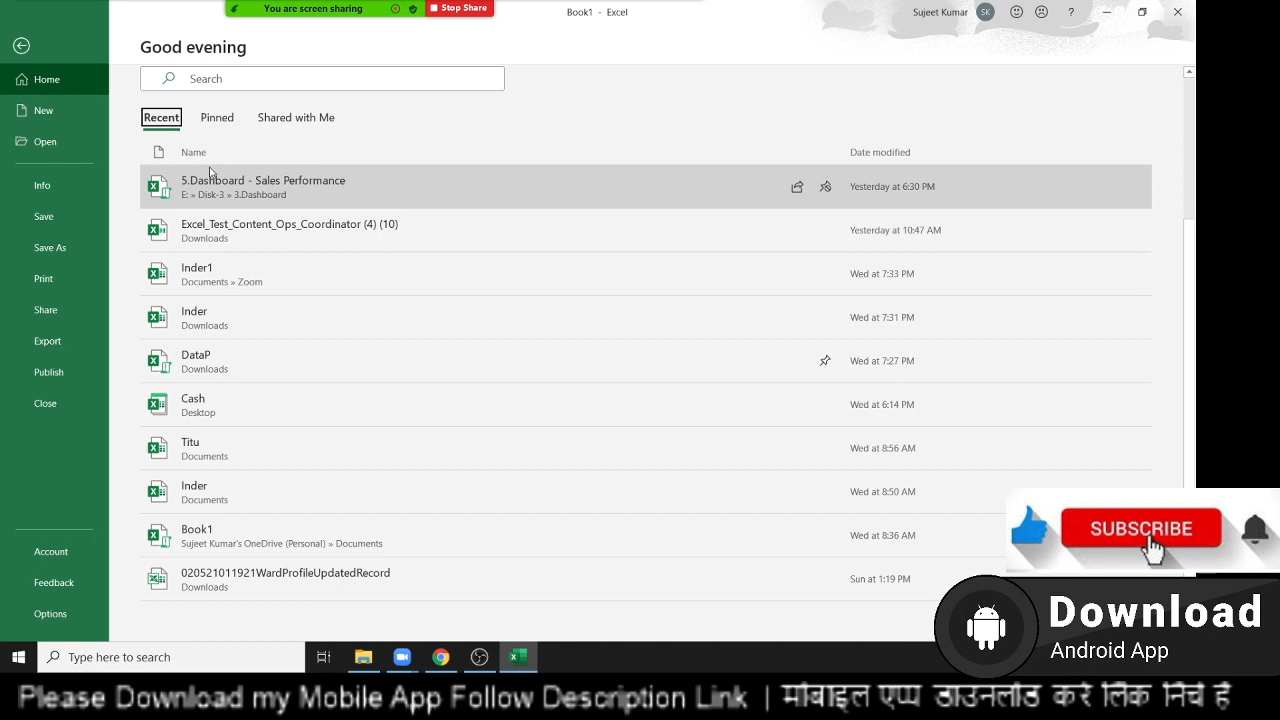 You are screen sharing
Stop Share
Book1 - Excel
Sujeet Kumar
SK
?
Good evening
Home
New
Open
Info
Save
Save As
Print
Share
Export
Publish
Close
Account
Feedback
Options
Search
Recent
Pinned
Shared with Me
Name
Date modified
5.Dashboard - Sales Performance
E: » Disk-3 » 3.Dashboard
Yesterday at 6:30 PM
Excel_Test_Content_Ops_Coordinator (4) (10)
Downloads
Yesterday at 10:47 AM
Inder1
Documents » Zoom
Wed at 7:33 PM
Inder
Downloads
Wed at 7:31 PM
DataP
Downloads
Wed at 7:27 PM
Cash
Desktop
Wed at 6:14 PM
Titu
Documents
Wed at 8:56 AM
Inder
Documents
Wed at 8:50 AM
Book1
Sujeet Kumar's OneDrive (Personal) » Documents
Wed at 8:36 AM
020521011921WardProfileUpdatedRecord
Downloads
Sun at 1:19 PM
SUBSCRIBE
Download
Android App
Type here to search
Please Download my Mobile App Follow Description Link | मोबाइल एप्प डाउनलोड करे लिंक निचे है